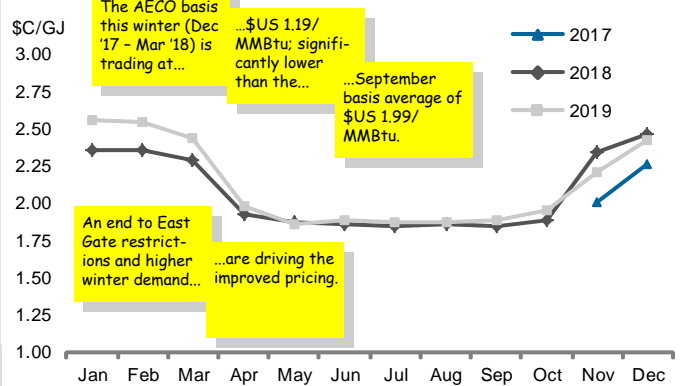 $C/GJ
The AECO basis
this winter (Dec
'17 – Mar '18) is
trading at...
...$US 1.19/
MMBtu; signifi-
cantly lower
than the...
...September
basis average of
$US 1.99/
MMBtu.
2017
2018
2019
3.00
2.75
2.50
2.25
2.00
1.75
1.50
1.25
1.00
An end to East
Gate restrict-
ions and higher
winter demand...
...are driving the
improved pricing.
Jan Feb Mar Apr May Jun Jul Aug Sep Oct Nov Dec